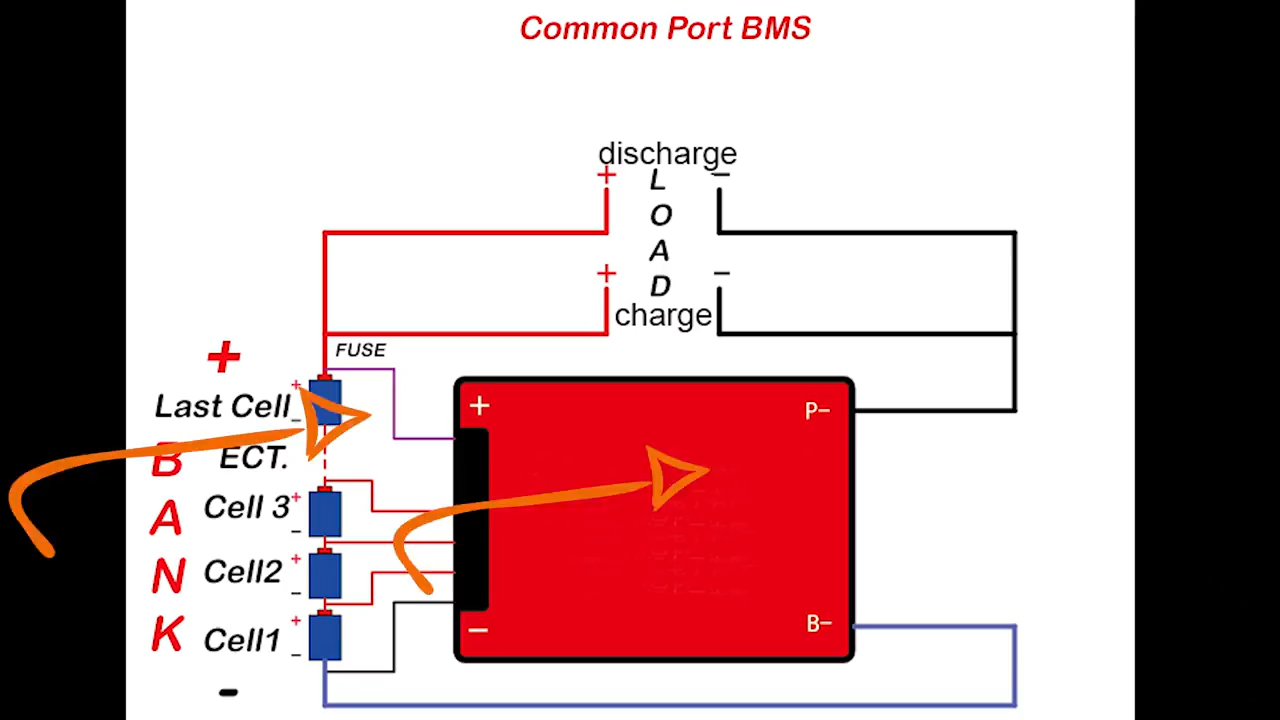 Common Port BMS
discharge
+ −
L
O
A
D
+ −
charge
FUSE
+
+
Last Cell
−
B
ECT.
A
Cell 3
+
−
N
Cell2
+
−
K
Cell1
+
−
-
+
P−
−
B−